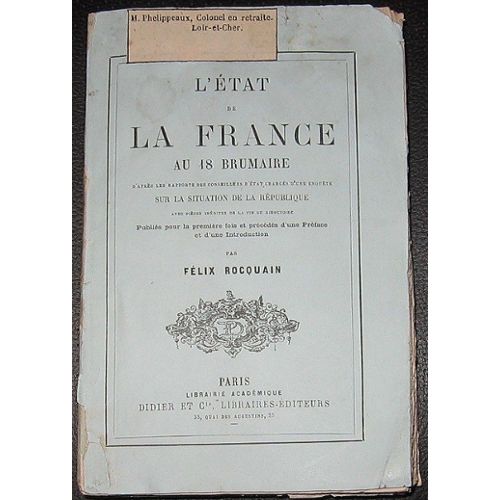 M. Phelippeaux, Colonel en retraite.
Loir-et-Cher.
L'ÉTAT
DE
LA FRANCE
AU 18 BRUMAIRE
D'APRÈS LES RAPPORTS DES CONSEILLERS D'ÉTAT CHARGÉS D'UNE ENQUÊTE
SUR LA SITUATION DE LA RÉPUBLIQUE
AVEC PIÈCES INÉDITES DE LA FIN DU DIRECTOIRE
Publiés pour la première fois et précédés d'une Préface
et d'une Introduction
PAR
FÉLIX ROCQUAIN
PARIS
LIBRAIRIE ACADÉMIQUE
DIDIER ET Cie, LIBRAIRES-ÉDITEURS
35, QUAI DES AUGUSTINS, 35